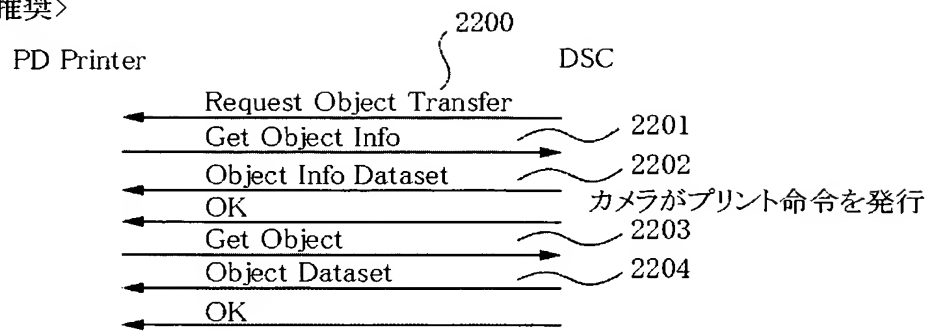 推奨>
2200
PD Printer DSC
Request Object Transfer
Get Object Info 2201
Object Info Dataset 2202
OK カメラがプリント命令を発行
Get Object 2203
Object Dataset 2204
OK